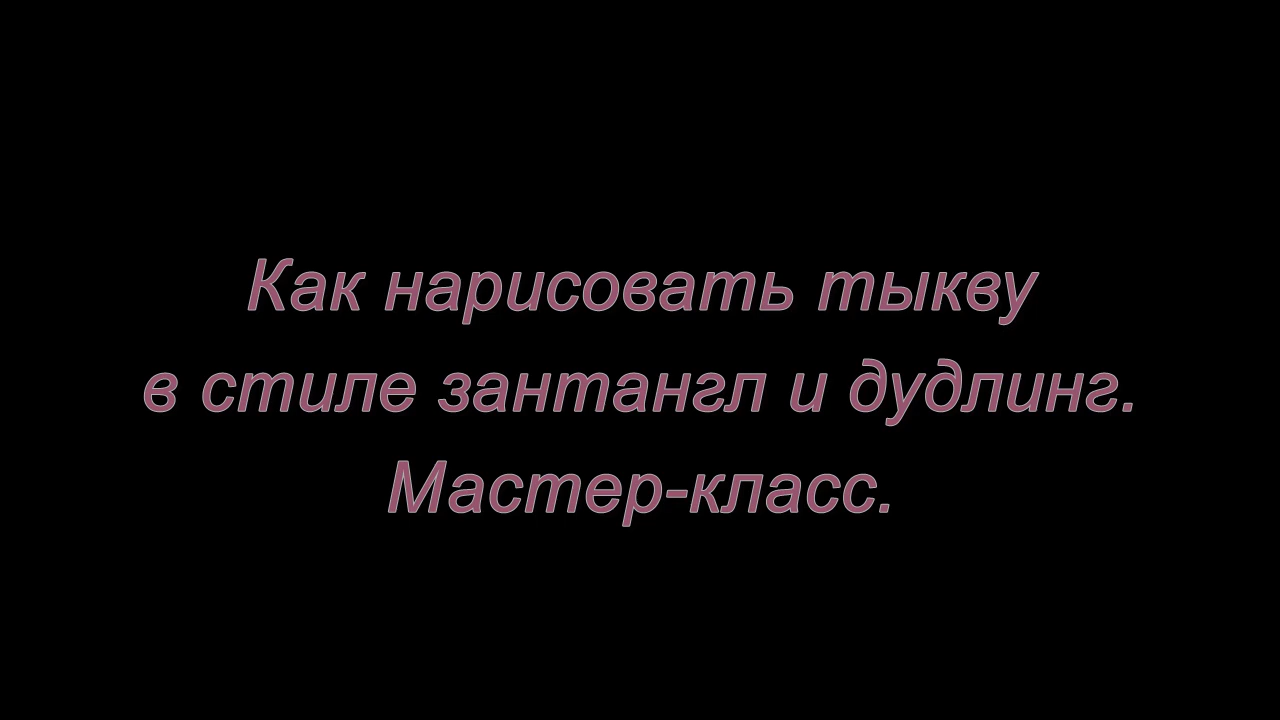 Как нарисовать тыкву
в стиле зантангл и дудлинг.
Мастер-класс.